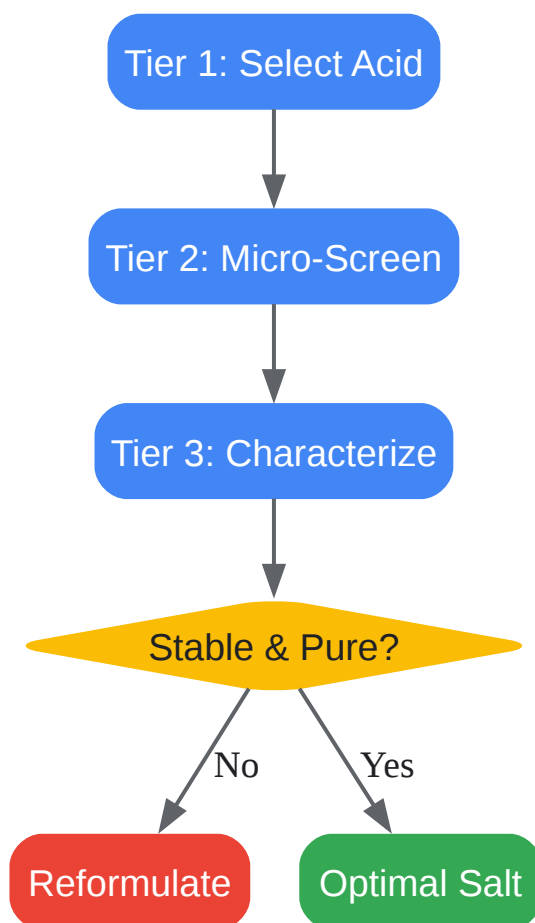 Tier 1: Select Acid
Tier 2: Micro-Screen
Tier 3: Characterize
Stable & Pure?
No
Yes
Reformulate
Optimal Salt